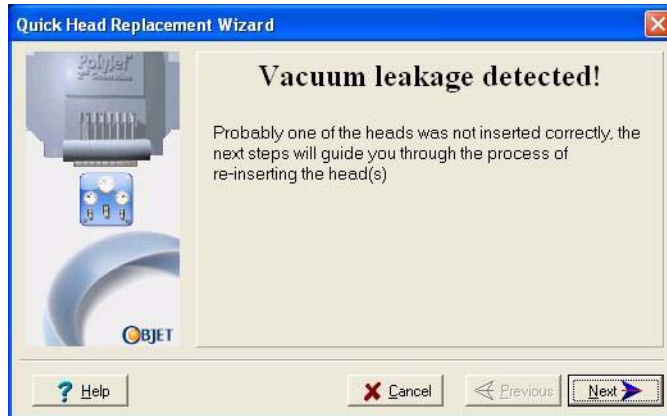 Quick Head Replacement Wizard
PolyJet
Vacuum leakage detected!
Probably one of the heads was not inserted correctly, the
next steps will guide you through the process of
re-inserting the head(s)
OBJET
? Help
Cancel
Previous
Next